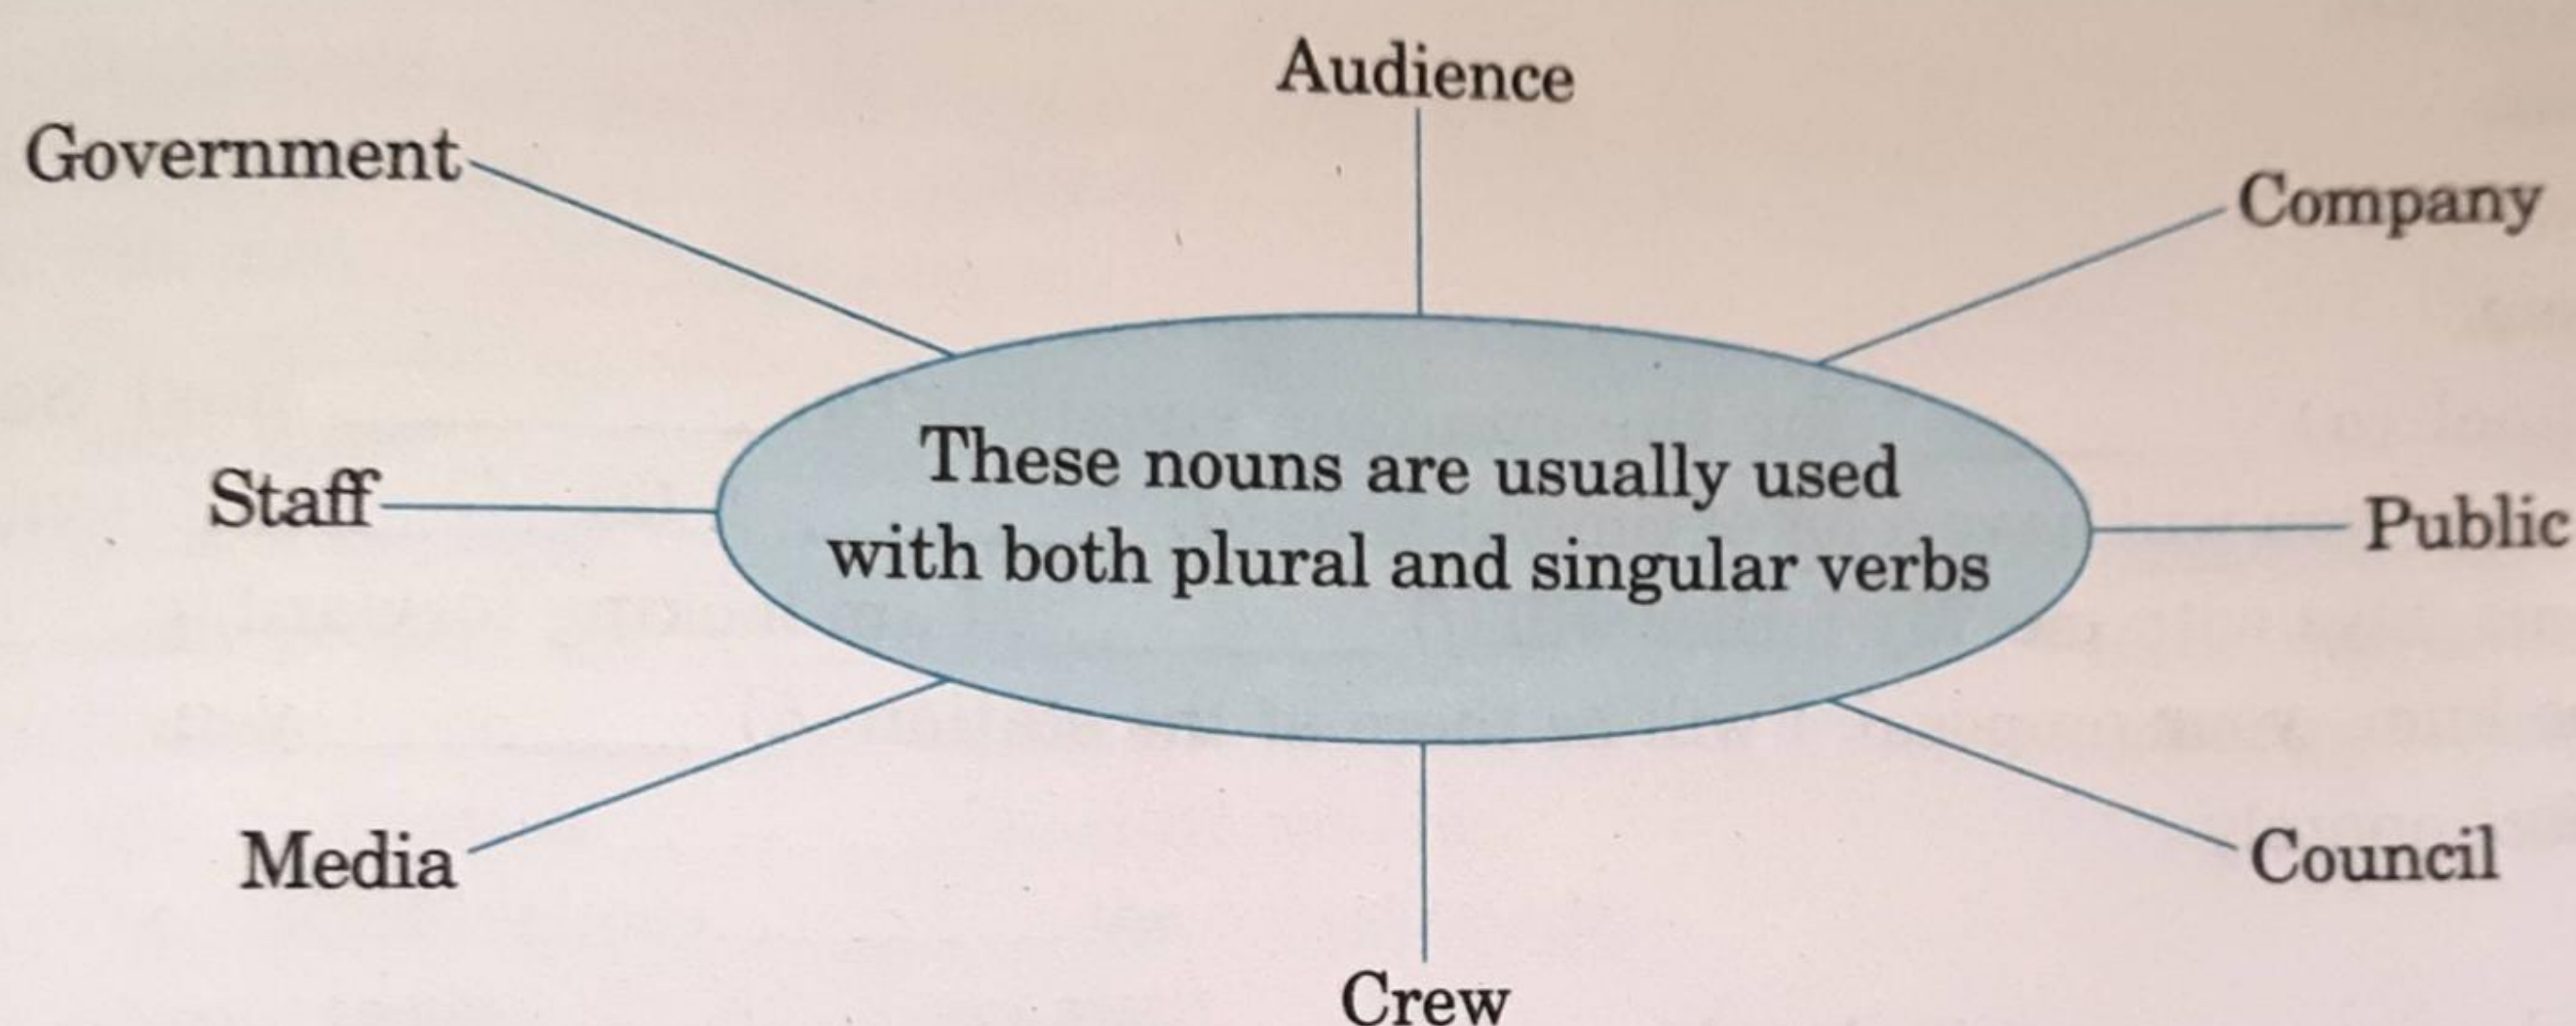 Audience
Government
Company
These nouns are usually used
with both plural and singular verbs
Staff
Public
Media
Council
Crew